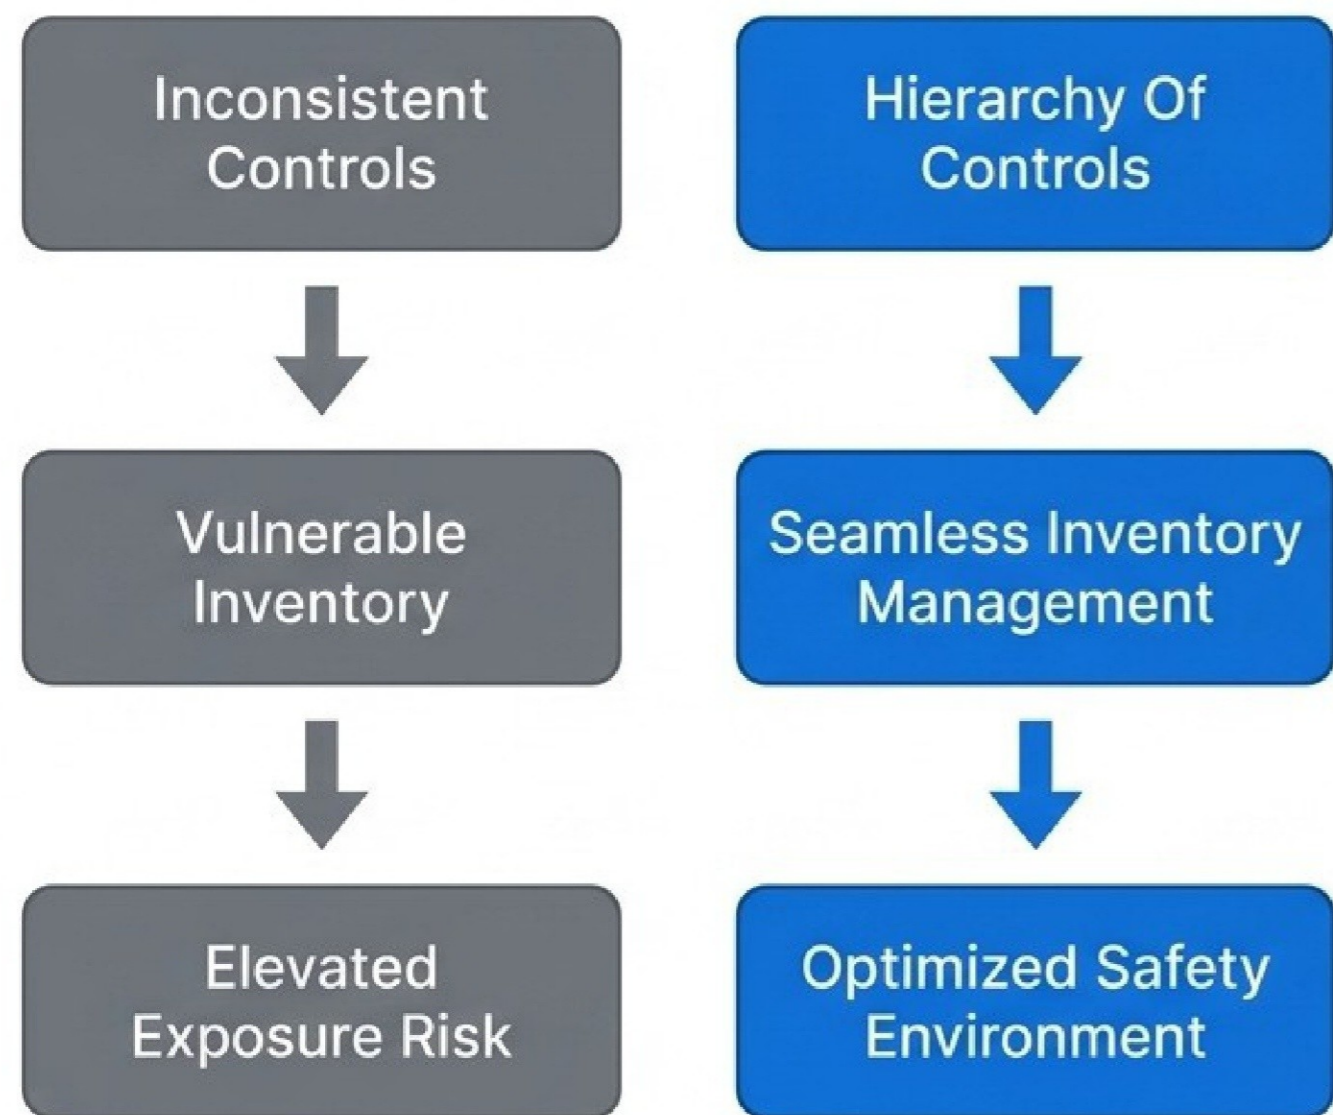 Inconsistent
Controls
Vulnerable
Inventory
Elevated
Exposure Risk
Hierarchy Of
Controls
Seamless Inventory
Management
Optimized Safety
Environment